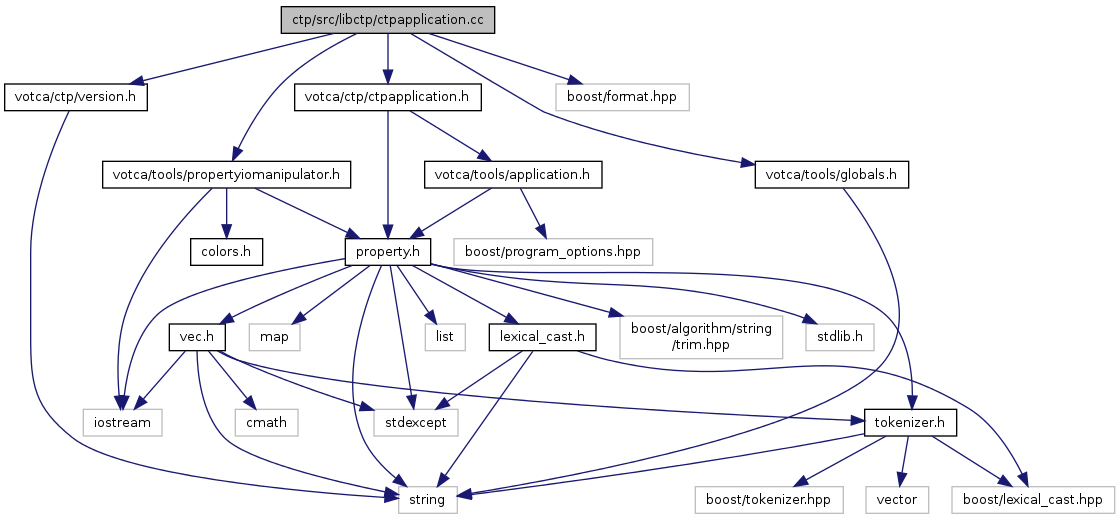 ctp/src/libctp/ctpapplication.cc
votca/ctp/version.h
votca/ctp/ctpapplication.h
boost/format.hpp
votca/tools/propertyiomanipulator.h
votca/tools/application.h
votca/tools/globals.h
colors.h
property.h
boost/program_options.hpp
vec.h
map
list
lexical_cast.h
boost/algorithm/string
/trim.hpp
stdlib.h
iostream
cmath
stdexcept
tokenizer.h
string
boost/tokenizer.hpp
vector
boost/lexical_cast.hpp